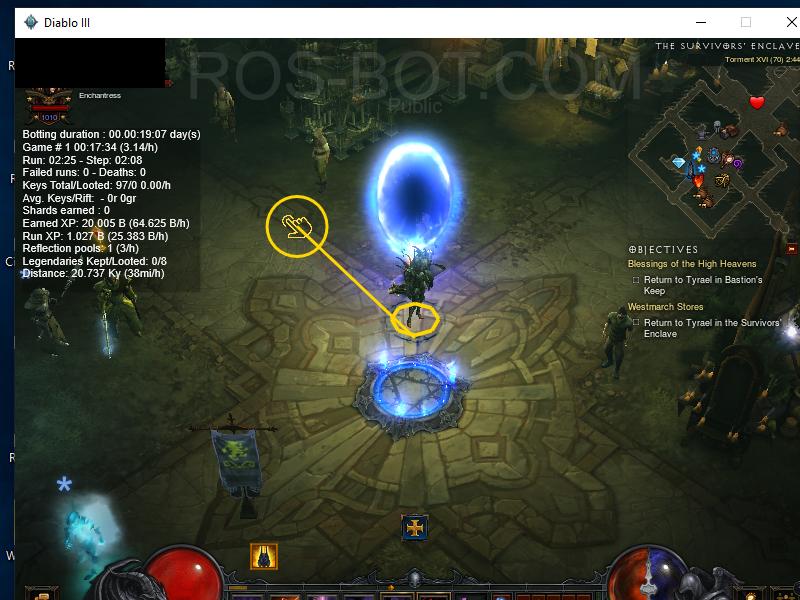 Diablo III
ROS-BOT.COM
Public
THE SURVIVORS' ENCLAVE
Torment XVI (70) 2:44
Enchantress
1010
Botting duration : 00.00:19:07 day(s)
Game # 1 00:17:34 (3.14/h)
Run: 02:25 - Step: 02:08
Failed runs: 0 - Deaths: 0
Keys Total/Looted: 97/0 0.00/h
Avg. Keys/Rift:  - 0r 0gr
Shards earned : 0
Earned XP: 20.005 B (64.625 B/h)
Run XP: 1.027 B (25.383 B/h)
Reflection pools: 1 (3/h)
Legendaries Kept/Looted: 0/8
Distance: 20.737 Ky (38mi/h)
OBJECTIVES
Blessings of the High Heavens
Return to Tyrael in Bastion's
Keep
Westmarch Stores
Return to Tyrael in the Survivors'
Enclave